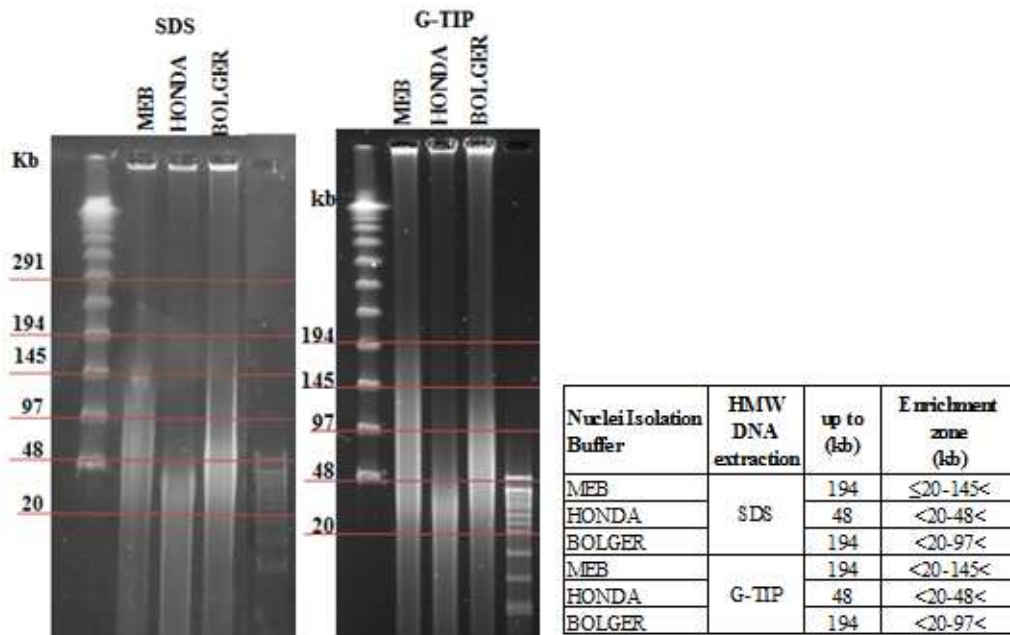 SDS
MEB HONDA BOLGER
Kb
291
194
145
97
48
20
G-TIP
MEB HONDA BOLGER
kb
194
145
97
48
20
Nuclei Isolation Buffer HMW DNA extraction up to (kb) Enrichment zone (kb)
MEB SDS 194 ≤20-145<
HONDA 48 <20-48<
BOLGER 194 <20-97<
MEB G-TIP 194 <20-145<
HONDA 48 <20-48<
BOLGER 194 <20-97<